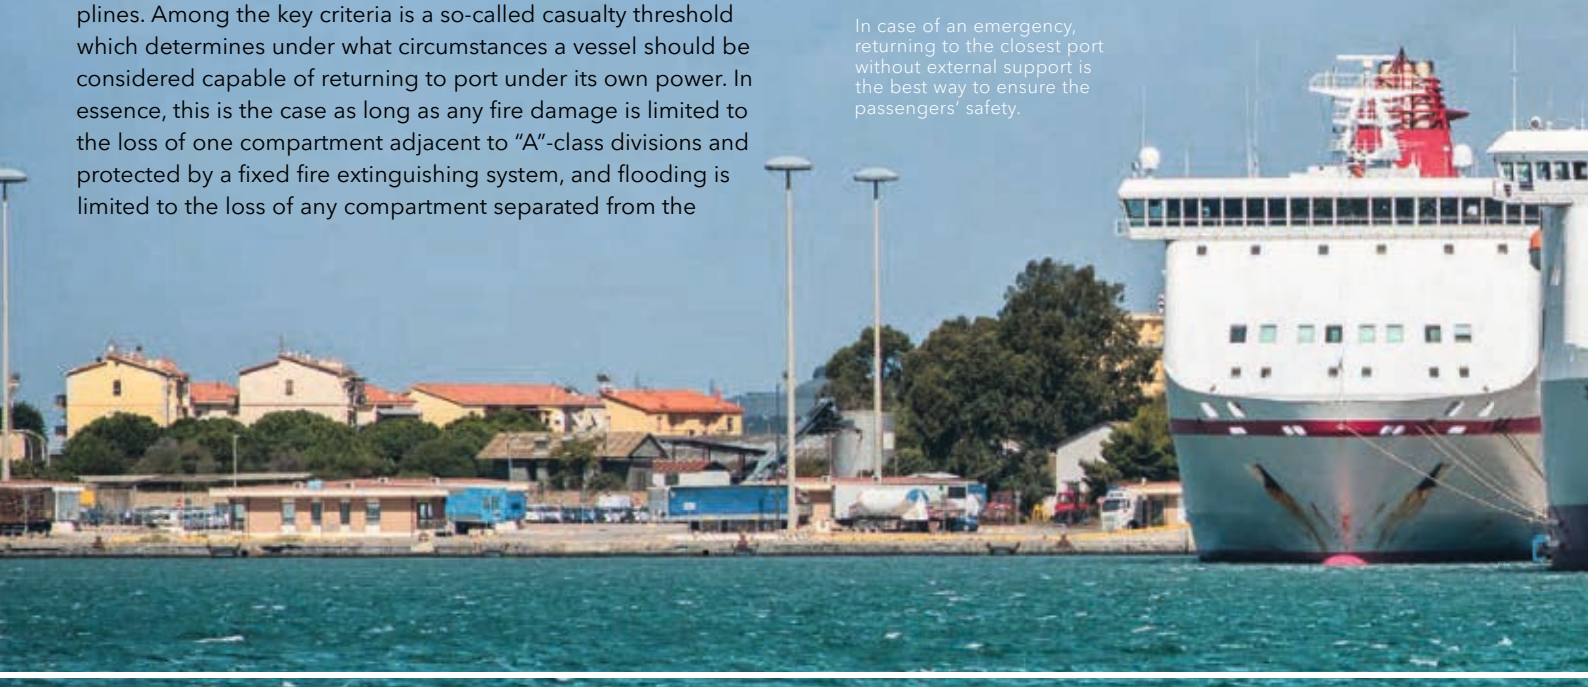 plines. Among the key criteria is a so-called casualty threshold
which determines under what circumstances a vessel should be
considered capable of returning to port under its own power. In
essence, this is the case as long as any fire damage is limited to
the loss of one compartment adjacent to “A”-class divisions and
protected by a fixed fire extinguishing system, and flooding is
limited to the loss of any compartment separated from the
In case of an emergency,
returning to the closest port
without external support is
the best way to ensure the
passengers’ safety.